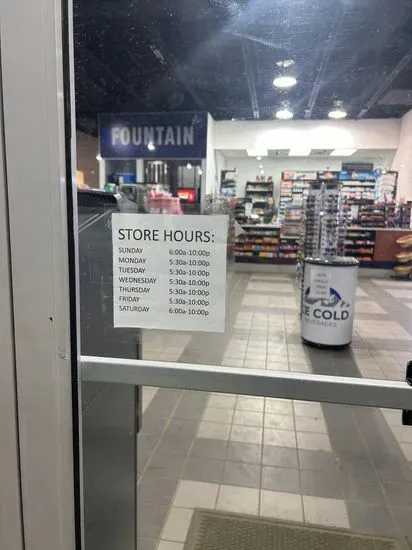 FOUNTAIN
STORE HOURS:
SUNDAY 6:00a-10:00p
MONDAY 5:30a-10:00p
TUESDAY 5:30a-10:00p
WEDNESDAY 5:30a-10:00p
THURSDAY 5:30a-10:00p
FRIDAY 5:30a-10:00p
SATURDAY 6:00a-10:00p
E COLD
BEVERAGES